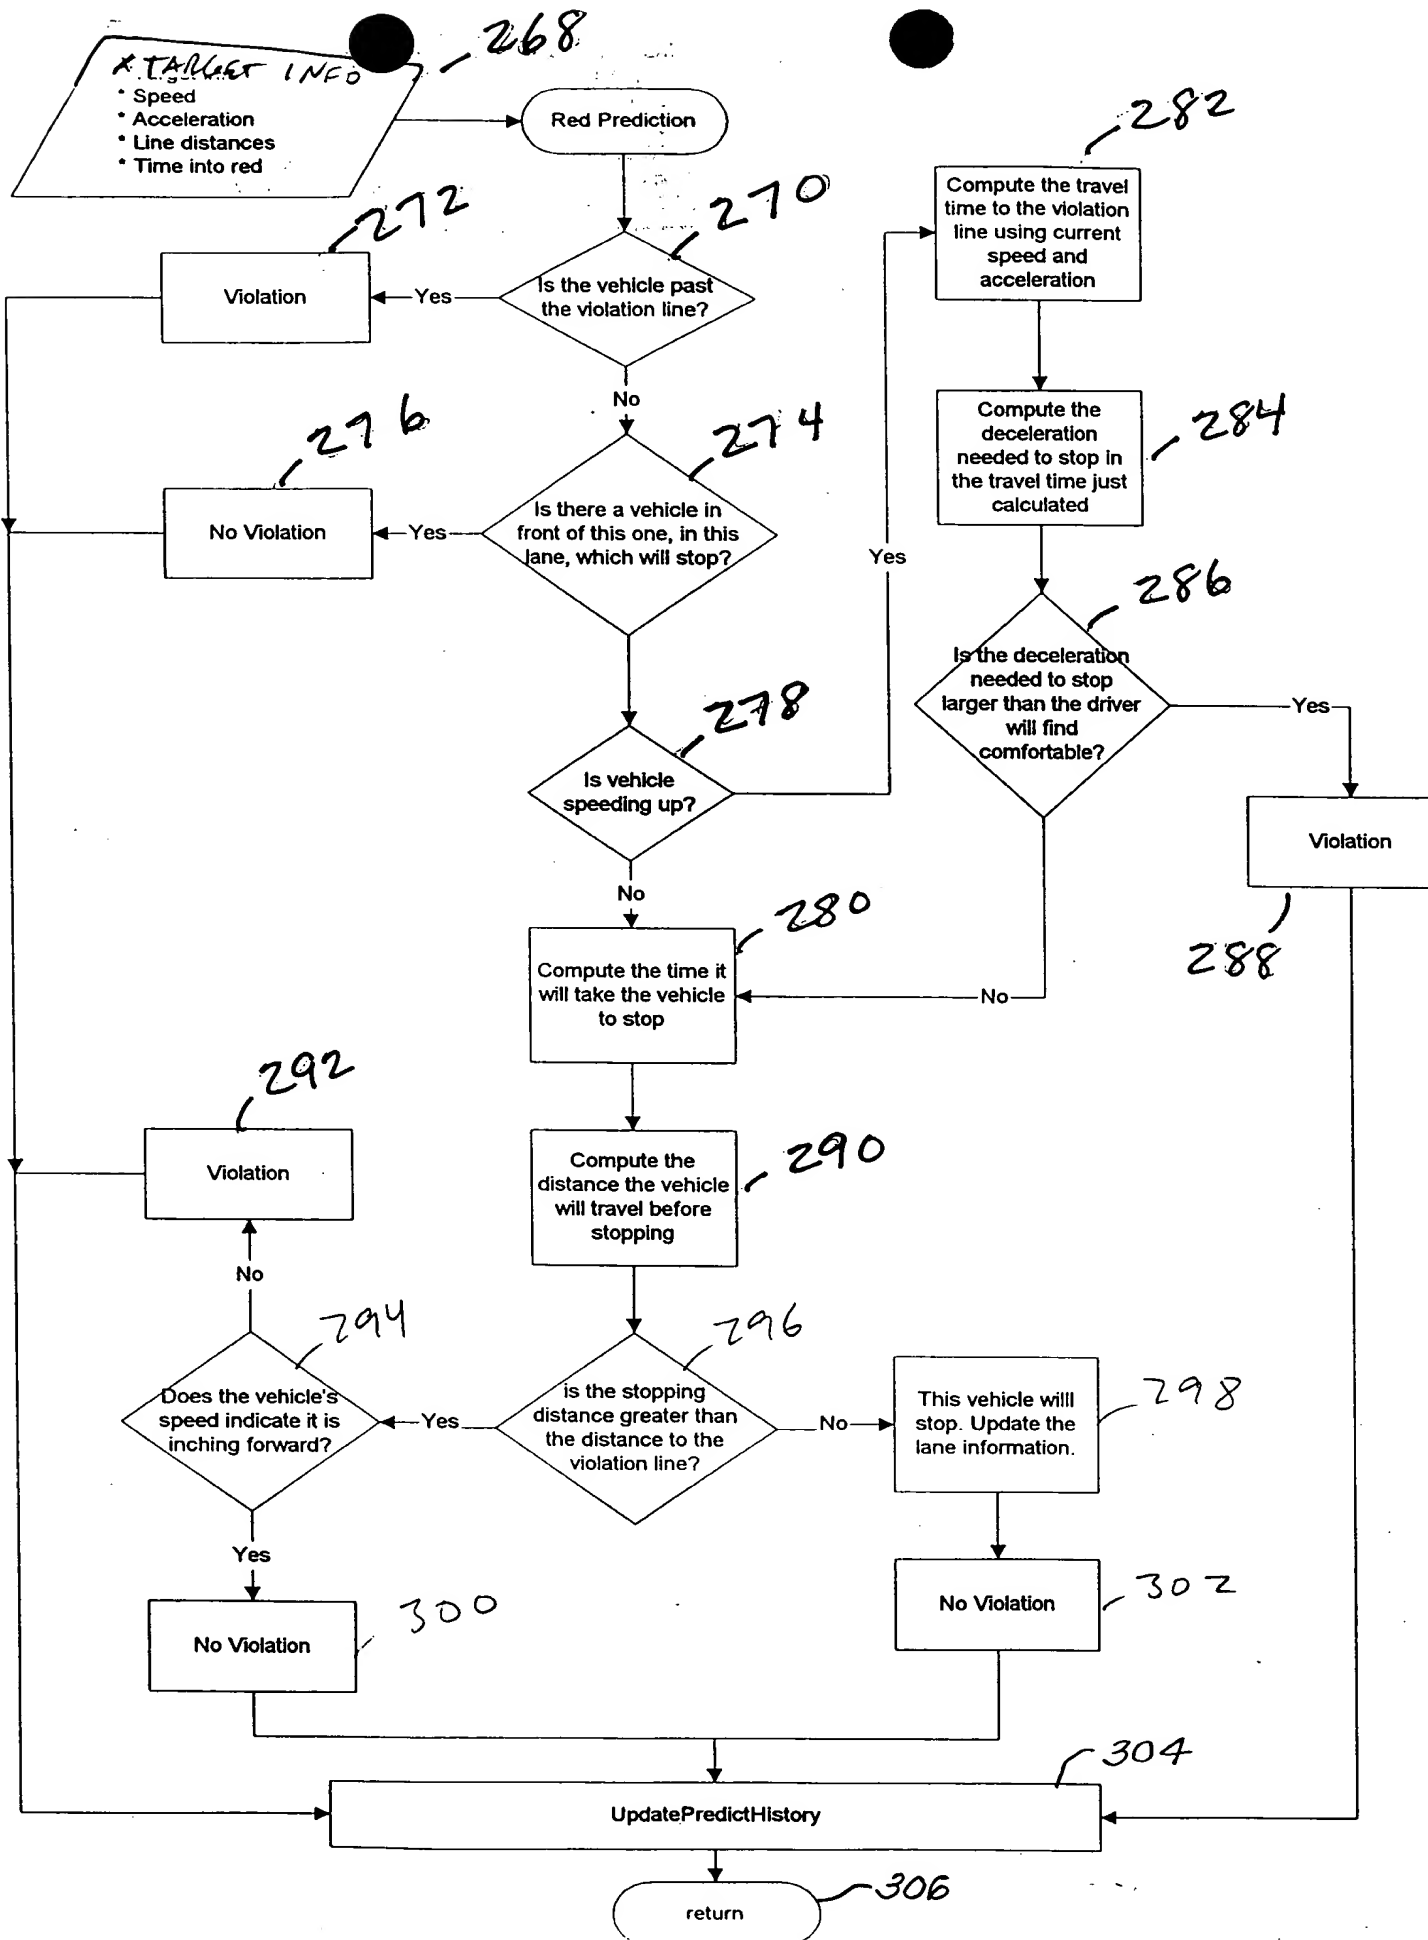 268
* TARGET INFO
* Speed
* Acceleration
* Line distances
* Time into red
Red Prediction
282
Compute the travel
time to the violation
line using current
speed and
acceleration
272
270
Violation
Yes
Is the vehicle past
the violation line?
No
276
274
284
Compute the
deceleration
needed to stop in
the travel time just
calculated
No Violation
Yes
Is there a vehicle in
front of this one, in this
lane, which will stop?
Yes
286
Is the deceleration
needed to stop
larger than the driver
will find
comfortable?
Yes
278
Is vehicle
speeding up?
Violation
288
No
280
Compute the time it
will take the vehicle
to stop
No
292
Violation
290
Compute the
distance the vehicle
will travel before
stopping
No
294
296
Does the vehicle's
speed indicate it is
inching forward?
Yes
is the stopping
distance greater than
the distance to the
violation line?
No
This vehicle willl
stop. Update the
lane information.
298
Yes
300
No Violation
No Violation
302
304
UpdatePredictHistory
306
return